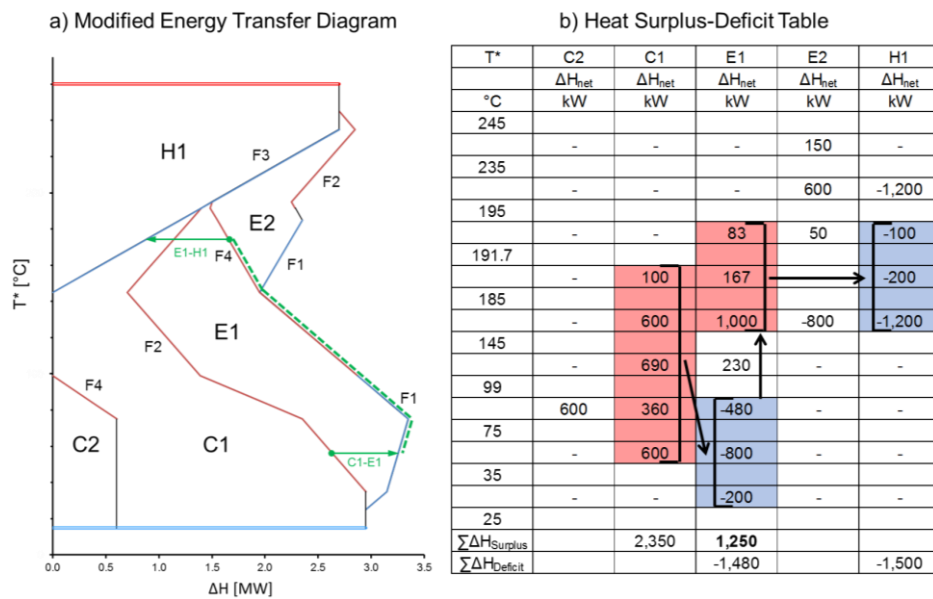 a) Modified Energy Transfer Diagram
T* [°C]
H1
F3
F2
E2
E1-H1
F4
F1
E1
F2
F4
F1
C2
C1
C1-E1
0.0 0.5 1.0 1.5 2.0 2.5 3.0 3.5
ΔH [MW]
b) Heat Surplus-Deficit Table
T* C2 C1 E1 E2 H1
ΔHnet ΔHnet ΔHnet ΔHnet ΔHnet
°C kW kW kW kW kW
245
- - - 150 -
235
- - - 600 -1,200
195
- - 83 50 -100
191.7
- 100 167 - -200
185
- 600 1,000 -800 -1,200
145
- 690 230 - -
99
600 360 -480 - -
75
- 600 -800 - -
35
- - -200 - -
25
∑ΔHSurplus 2,350 1,250
∑ΔHDeficit -1,480 -1,500